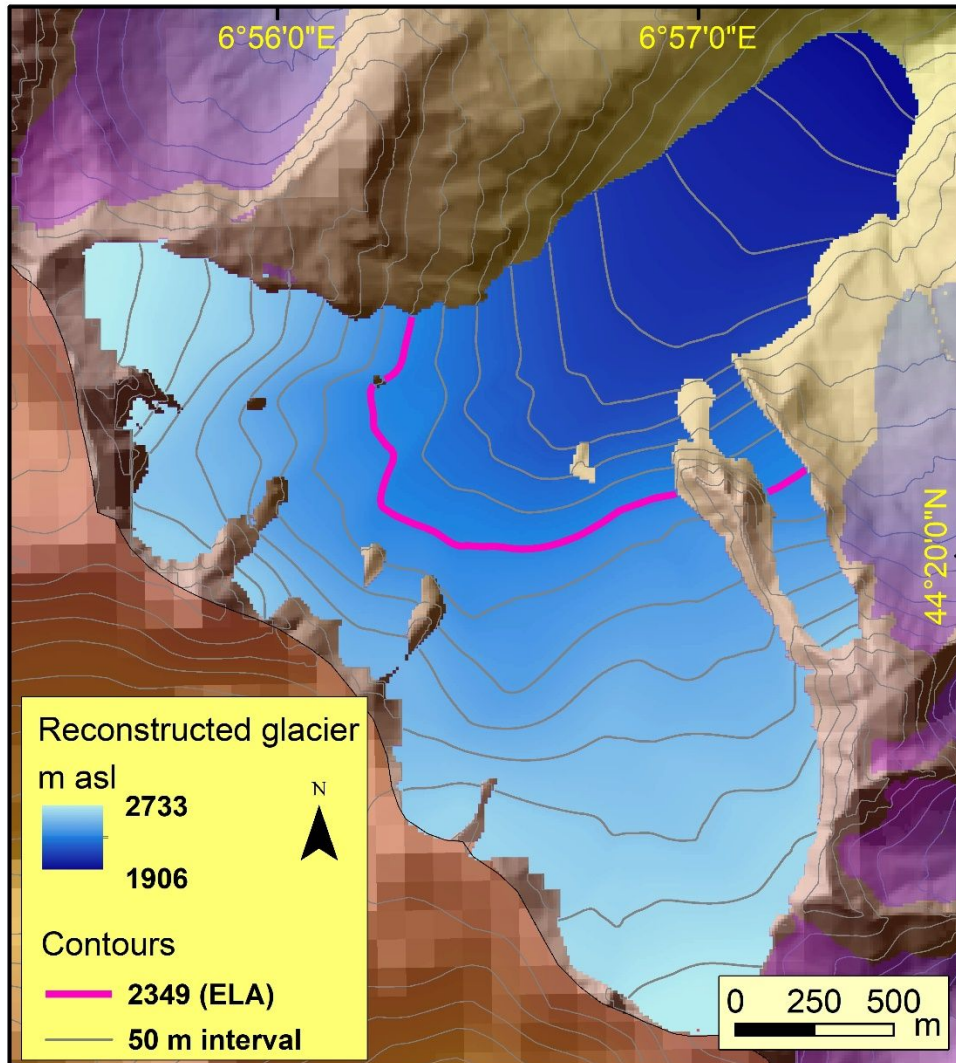 6°56'0"E
6°57'0"E
44°20'0"N
Reconstructed glacier
m asl
2733
1906
N
Contours
2349 (ELA)
50 m interval
0 250 500
m